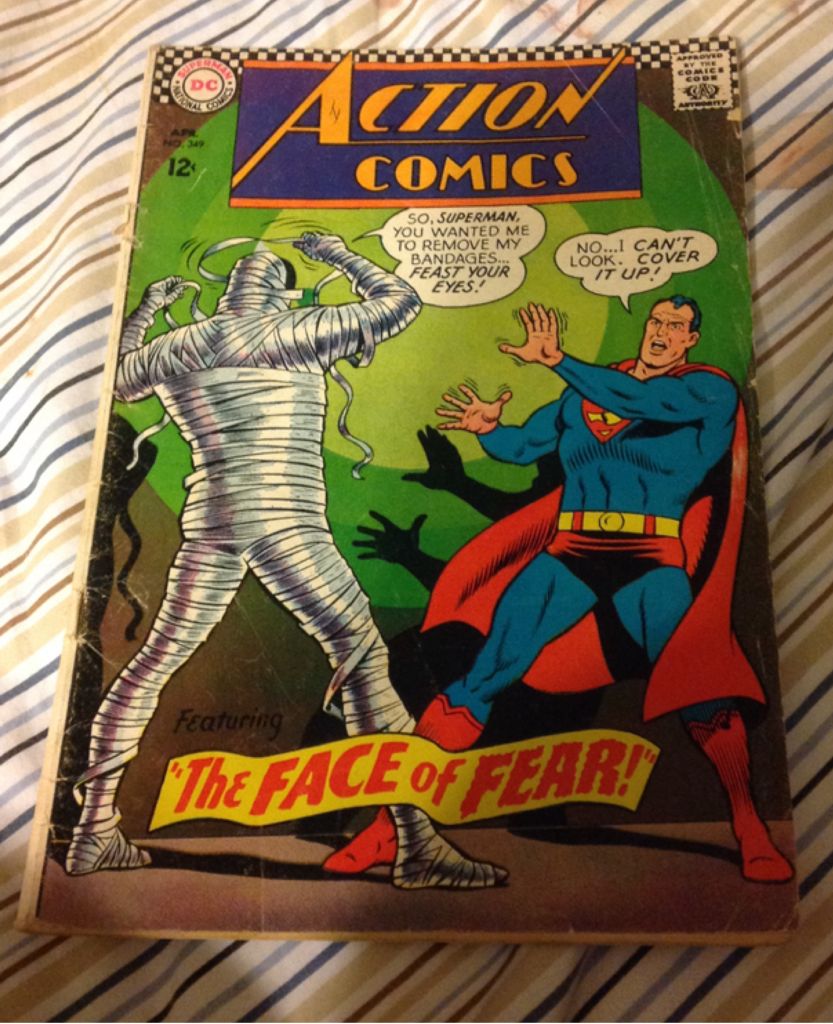 SUPERMAN
DC
NATIONAL COMICS
APPROVED
BY THE
COMICS
CODE
AUTHORITY
ACTION
COMICS
APR.
NO. 349
12¢
SO, SUPERMAN,
YOU WANTED ME
TO REMOVE MY
BANDAGES...
FEAST YOUR
EYES!
NO...I CAN'T
LOOK. COVER
IT UP!
Featuring
"THE FACE OF FEAR!"